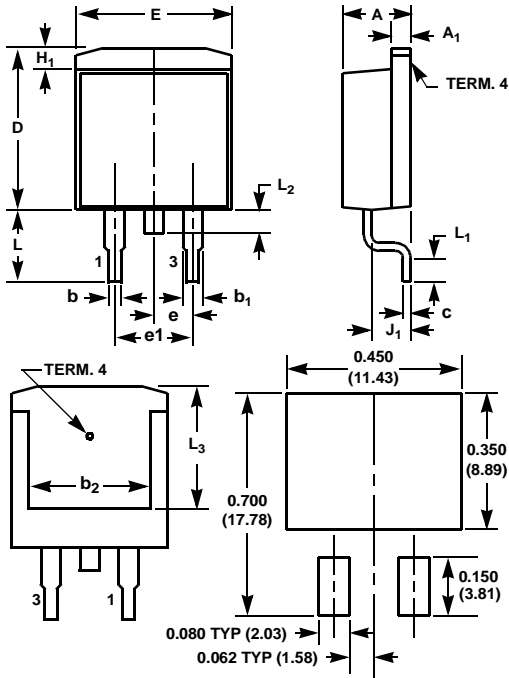 E
A
H1
A1
TERM. 4
D
L2
L
L1
1
3
b
b1
e
c
e1
J1
TERM. 4
0.450
(11.43)
L3
b2
0.350
(8.89)
0.700
(17.78)
3
1
0.150
(3.81)
0.080 TYP (2.03)
0.062 TYP (1.58)